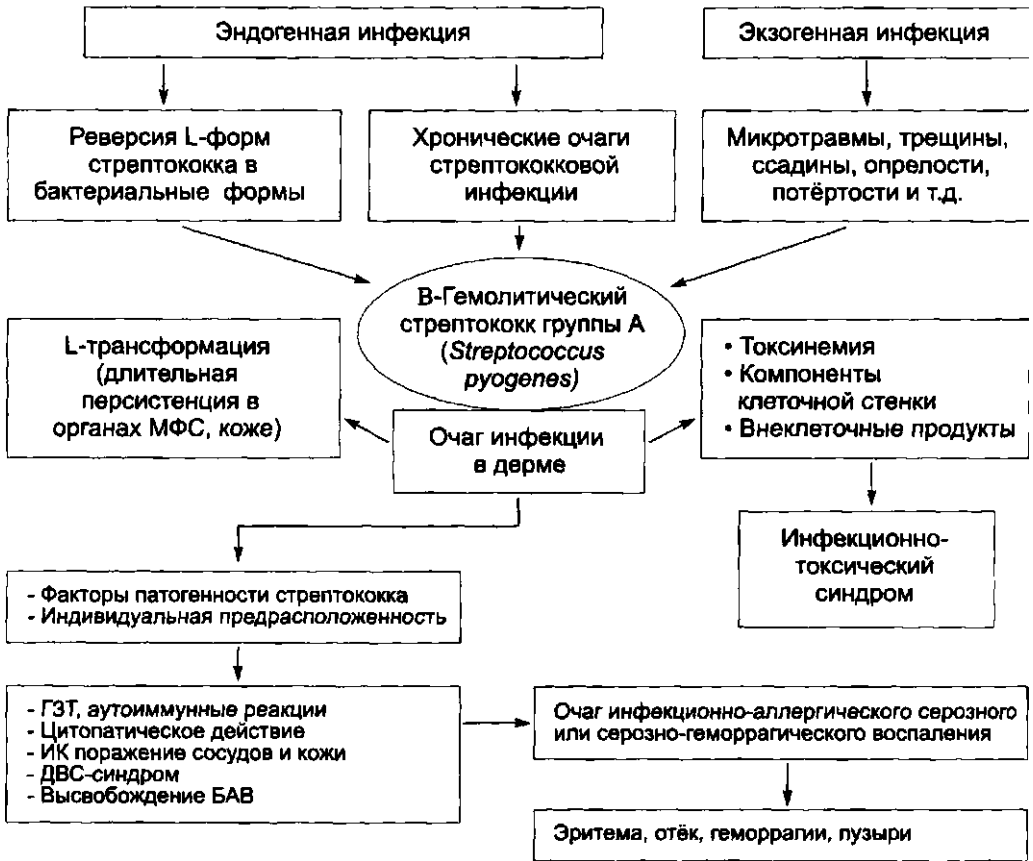 Эндогенная инфекция
Экзогенная инфекция
Реверсия L-форм
стрептококка в
бактериальные формы
Хронические очаги
стрептококковой
инфекции
Микротравмы, трещины,
ссадины, опрелости,
потёртости и т.д.
В-Гемолитический
стрептококк группы А
(Streptococcus
pyogenes)
L-трансформация
(длительная
персистенция в
органах МФС, коже)
Очаг инфекции
в дерме
• Токсинемия
• Компоненты
клеточной стенки
• Внеклеточные продукты
Инфекционно-
токсический
синдром
- Факторы патогенности стрептококка
- Индивидуальная предрасположенность
- ГЗТ, аутоиммунные реакции
- Цитопатическое действие
- ИК поражение сосудов и кожи
- ДВС-синдром
- Высвобождение БАВ
Очаг инфекционно-аллергического серозного
или серозно-геморрагического воспаления
Эритема, отёк, геморрагии, пузыри